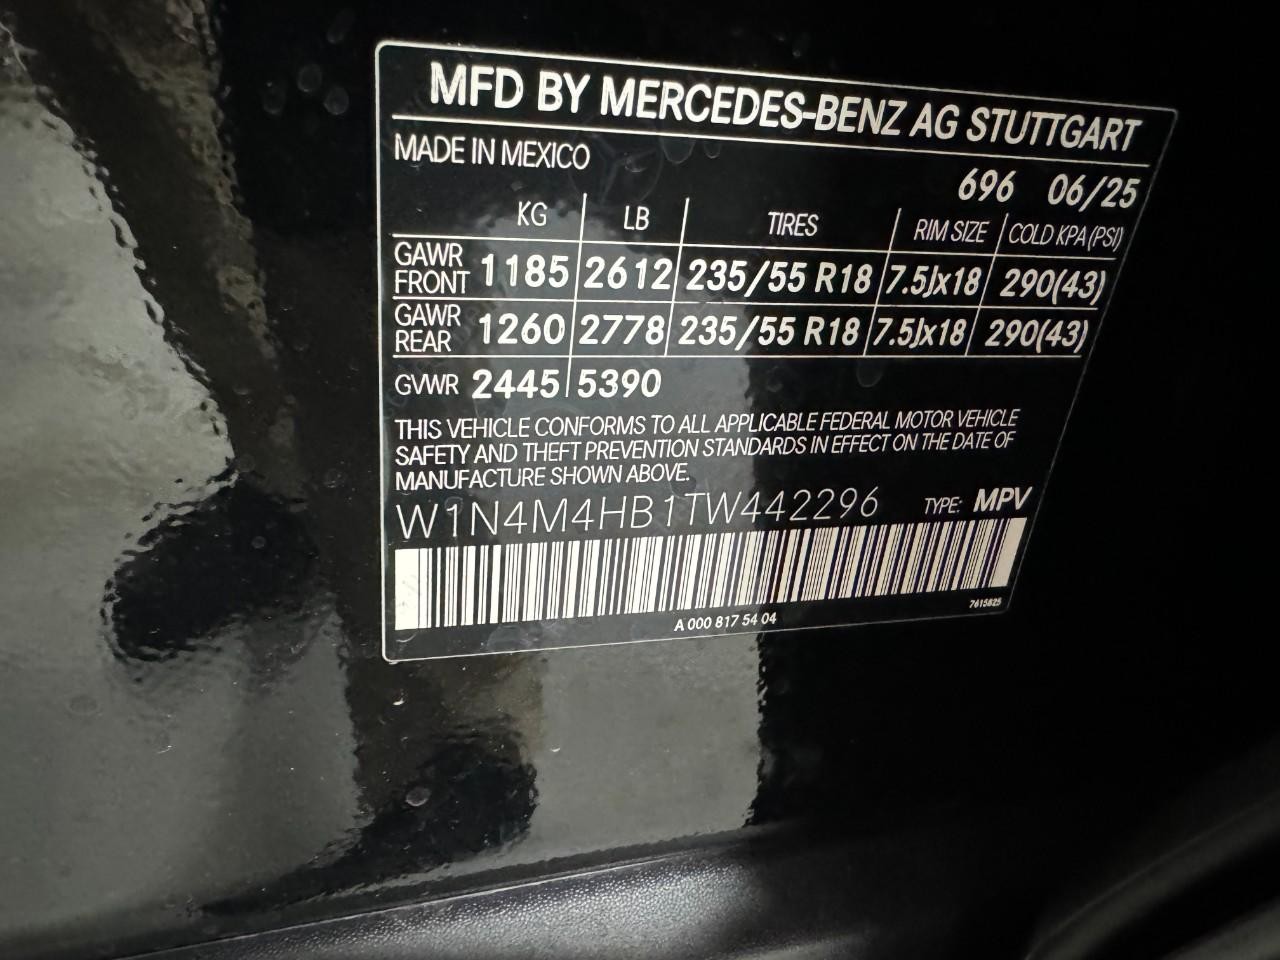 MFD BY MERCEDES-BENZ AG STUTTGART
MADE IN MEXICO
696 06/25
KG LB TIRES RIM SIZE COLD KPA (PSI)
GAWR FRONT 1185 2612 235/55 R18 7.5Jx18 290(43)
GAWR REAR 1260 2778 235/55 R18 7.5Jx18 290(43)
GVWR 2445 5390
THIS VEHICLE CONFORMS TO ALL APPLICABLE FEDERAL MOTOR VEHICLE
SAFETY AND THEFT PREVENTION STANDARDS IN EFFECT ON THE DATE OF
MANUFACTURE SHOWN ABOVE.
W1N4M4HB1TW442296 TYPE: MPV
7615825
A 000 817 54 04